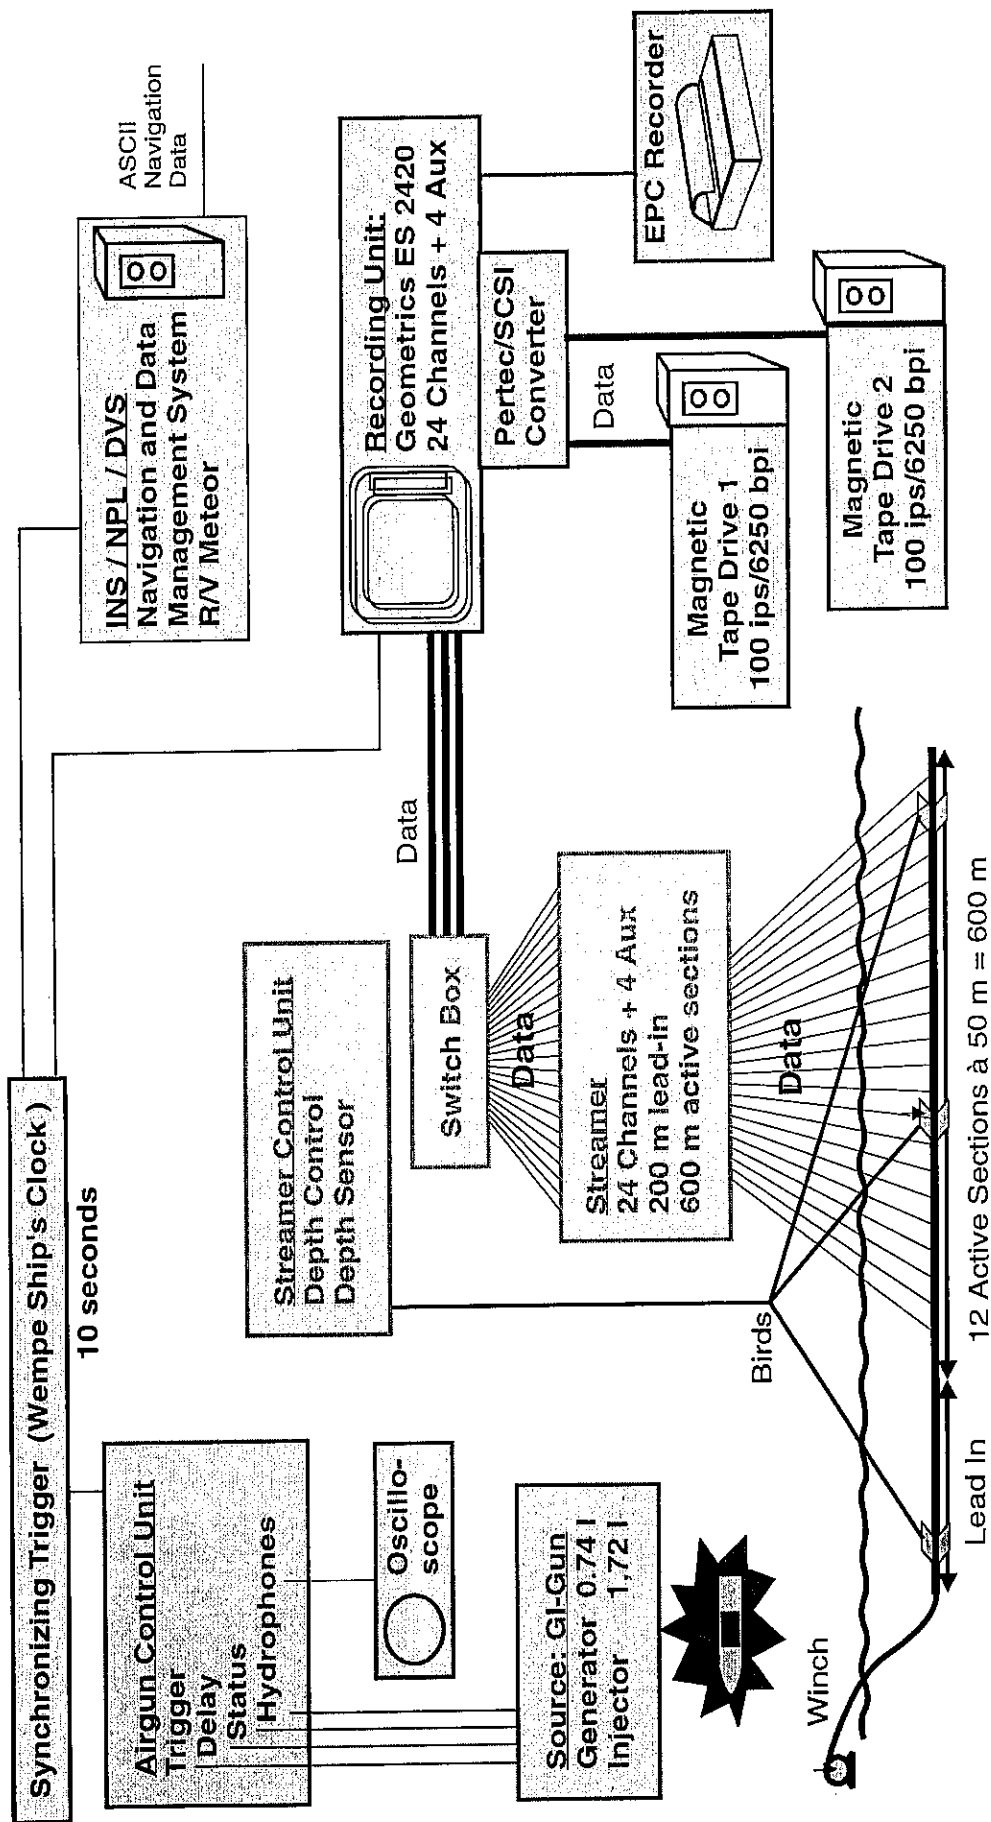 Synchronizing Trigger (Wempe Ship's Clock)
10 seconds
Airgun Control Unit
Trigger
Delay
Status
Hydrophones
Oscillo-
scope
Source: GI-Gun
Generator 0.74 l
Injector 1,72 l
Winch
Lead In
Streamer Control Unit
Depth Control
Depth Sensor
Switch Box
Data
Data
Streamer
24 Channels + 4 Aux
200 m lead-in
600 m active sections
Data
Birds
12 Active Sections à 50 m = 600 m
INS / NPL / DVS
Navigation and Data
Management System
R/V Meteor
ASCII
Navigation
Data
Recording Unit:
Geometrics ES 2420
24 Channels + 4 Aux
Pertec/SCSI
Converter
Data
EPC Recorder
Magnetic
Tape Drive 1
100 ips/6250 bpi
Magnetic
Tape Drive 2
100 ips/6250 bpi